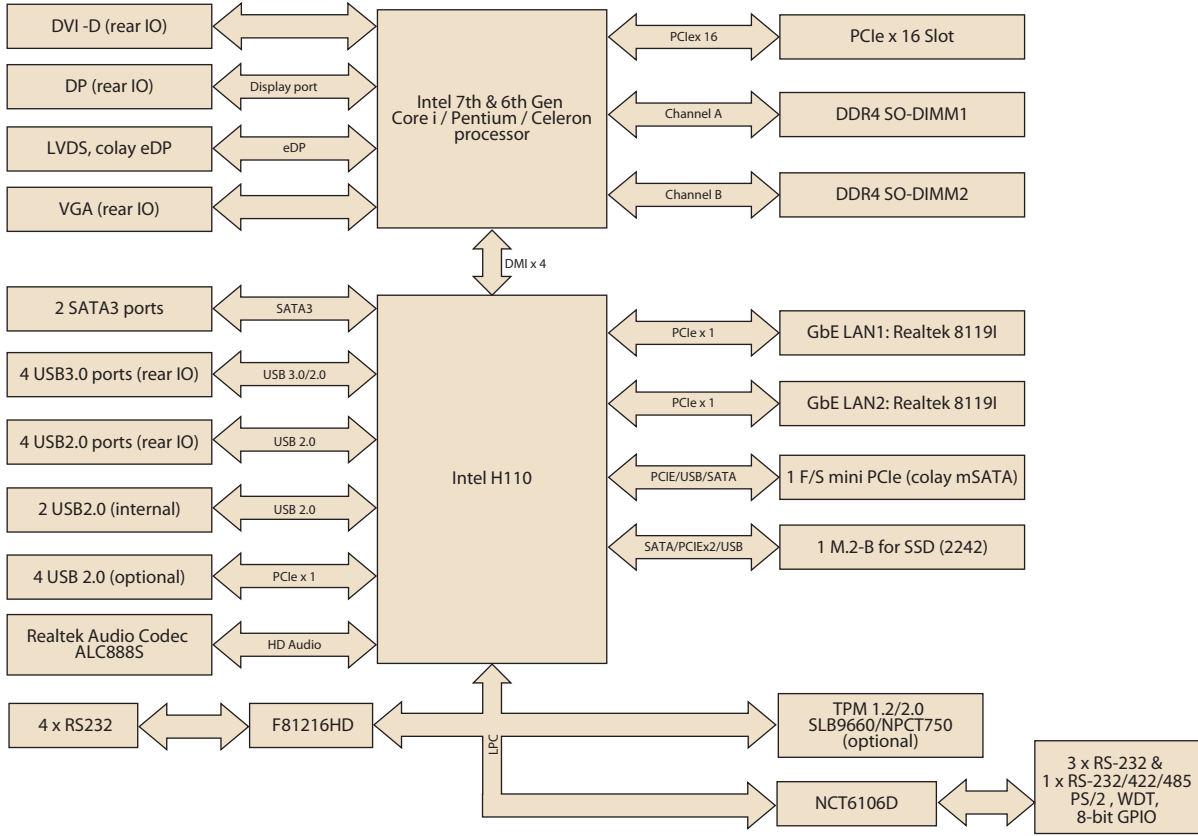 DVI -D (rear IO)
PCIex 16
PCIe x 16 Slot
DP (rear IO)
Display port
Intel 7th & 6th Gen
Core i / Pentium / Celeron
processor
Channel A
DDR4 SO-DIMM1
LVDS, colay eDP
eDP
VGA (rear IO)
Channel B
DDR4 SO-DIMM2
DMI x 4
2 SATA3 ports
SATA3
PCIe x 1
GbE LAN1: Realtek 8119I
4 USB3.0 ports (rear IO)
USB 3.0/2.0
PCIe x 1
GbE LAN2: Realtek 8119I
4 USB2.0 ports (rear IO)
USB 2.0
Intel H110
PCIE/USB/SATA
1 F/S mini PCIe (colay mSATA)
2 USB2.0 (internal)
USB 2.0
SATA/PCIEx2/USB
1 M.2-B for SSD (2242)
4 USB 2.0 (optional)
PCIe x 1
Realtek Audio Codec
ALC888S
HD Audio
4 x RS232
F81216HD
LPC
TPM 1.2/2.0
SLB9660/NPCT750
(optional)
NCT6106D
3 x RS-232 &
1 x RS-232/422/485
PS/2 , WDT,
8-bit GPIO